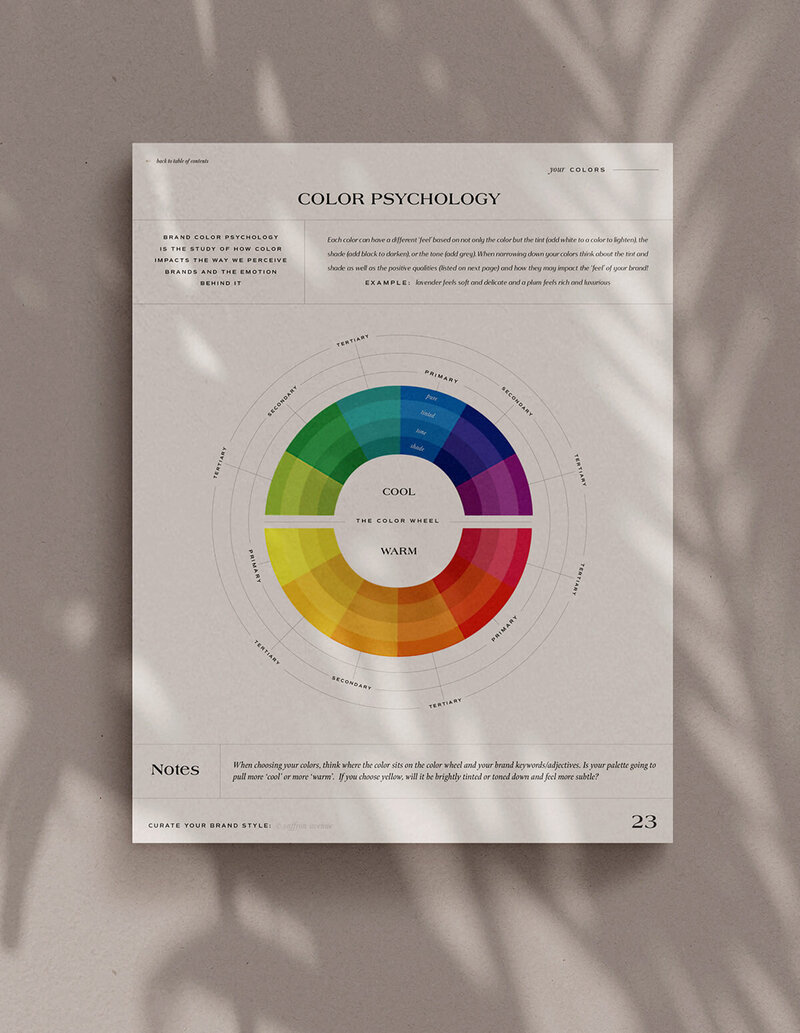 ← back to table of contents
your COLORS
COLOR PSYCHOLOGY
BRAND COLOR PSYCHOLOGY
IS THE STUDY OF HOW COLOR
IMPACTS THE WAY WE PERCEIVE
BRANDS AND THE EMOTION
BEHIND IT
Each color can have a different 'feel' based on not only the color but the tint (add white to a color to lighten), the
shade (add black to darken), or the tone (add grey). When narrowing down your colors think about the tint and
shade as well as the positive qualities (listed on next page) and how they may impact the 'feel' of your brand!
EXAMPLE: lavender feels soft and delicate and a plum feels rich and luxurious
TERTIARY
PRIMARY
SECONDARY
SECONDARY
TERTIARY
TERTIARY
pure
tinted
tone
shade
COOL
THE COLOR WHEEL
WARM
PRIMARY
TERTIARY
PRIMARY
TERTIARY
SECONDARY
TERTIARY
Notes
When choosing your colors, think where the color sits on the color wheel and your brand keywords/adjectives. Is your palette going to
pull more 'cool' or more 'warm'. If you choose yellow, will it be brightly tinted or toned down and feel more subtle?
CURATE YOUR BRAND STYLE: © saffron avenue
23